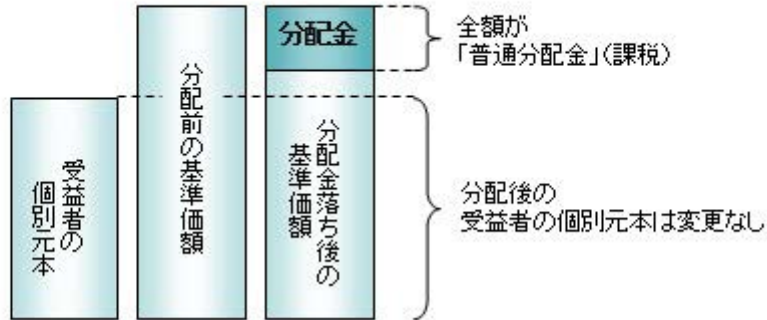 受益者の
個別元本
分配前の基準価額
分配金
分配金落ち後の
基準価額
全額が
「普通分配金」(課税)
分配後の
受益者の個別元本は変更なし